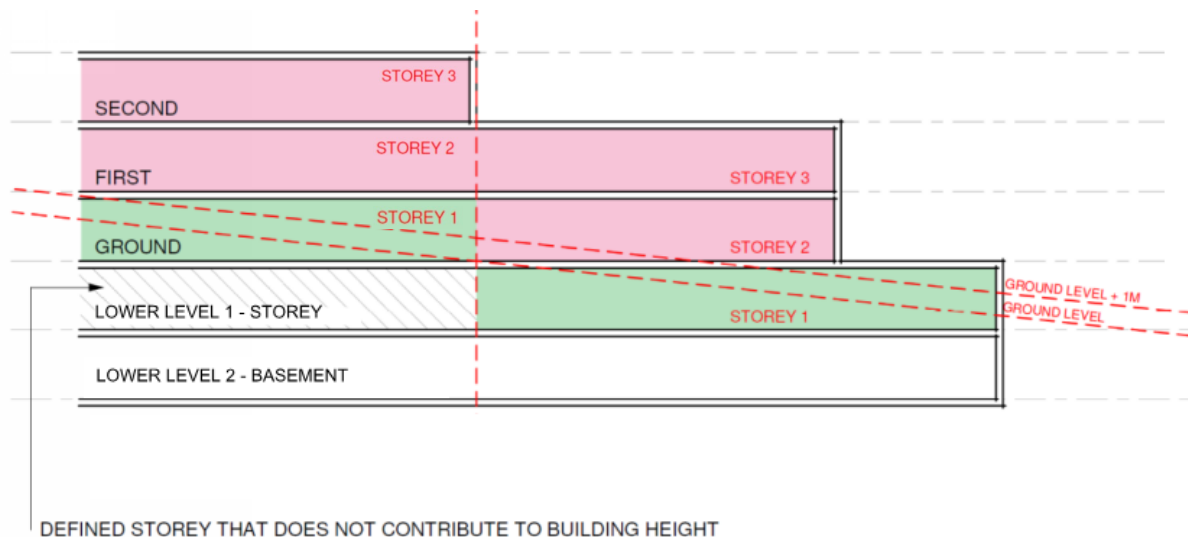 STOREY 3
SECOND
STOREY 2
FIRST
STOREY 3
STOREY 1
GROUND
STOREY 2
GROUND LEVEL + 1M
LOWER LEVEL 1 - STOREY
STOREY 1
GROUND LEVEL
LOWER LEVEL 2 - BASEMENT
DEFINED STOREY THAT DOES NOT CONTRIBUTE TO BUILDING HEIGHT